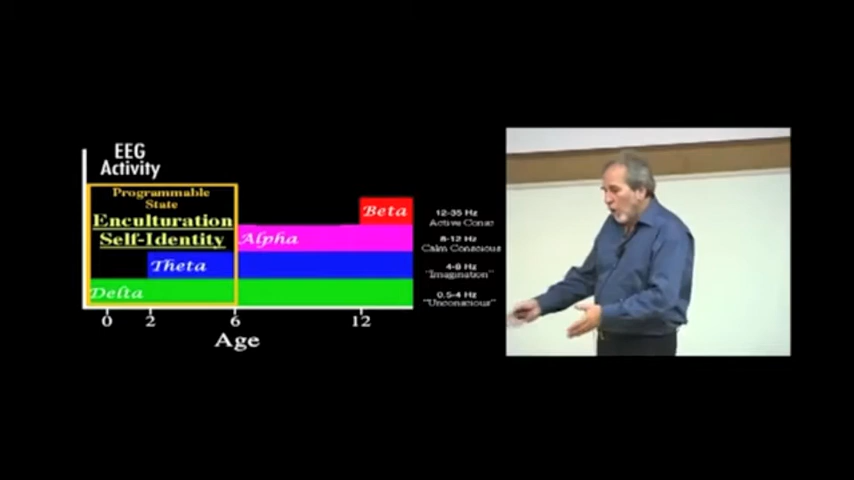 EEG
Activity
Programmable
State
Enculturation
Self-Identity
Beta
Alpha
Theta
Delta
12-35 Hz
Active Consc
8-12 Hz
Calm Conscious
4-8 Hz
"Imagination"
0.5-4 Hz
"Unconscious"
0 2 6 12
Age